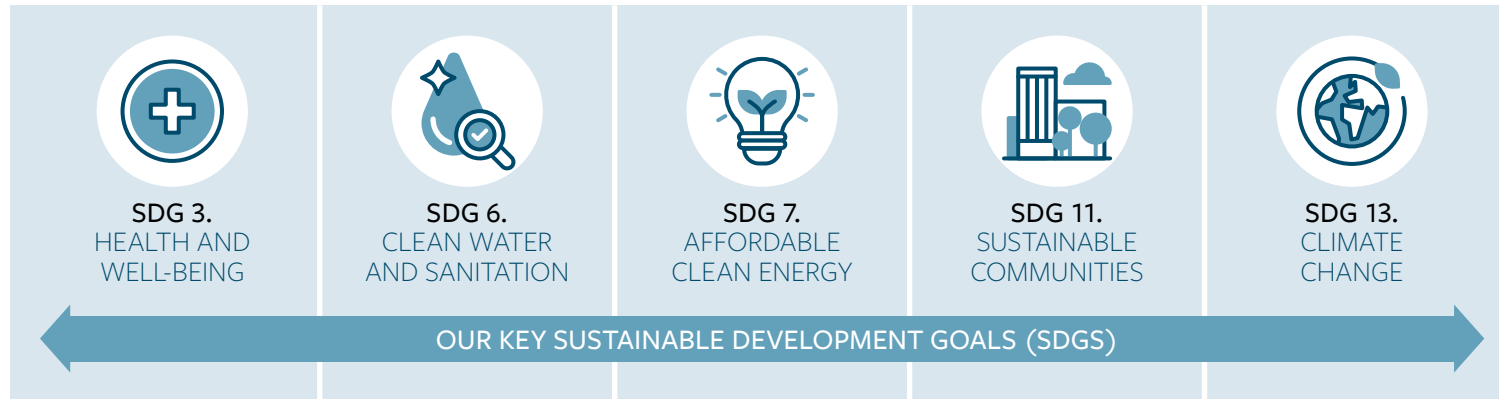 SDG 3.
HEALTH AND
WELL-BEING
SDG 6.
CLEAN WATER
AND SANITATION
SDG 7.
AFFORDABLE
CLEAN ENERGY
SDG 11.
SUSTAINABLE
COMMUNITIES
SDG 13.
CLIMATE
CHANGE
OUR KEY SUSTAINABLE DEVELOPMENT GOALS (SDGS)